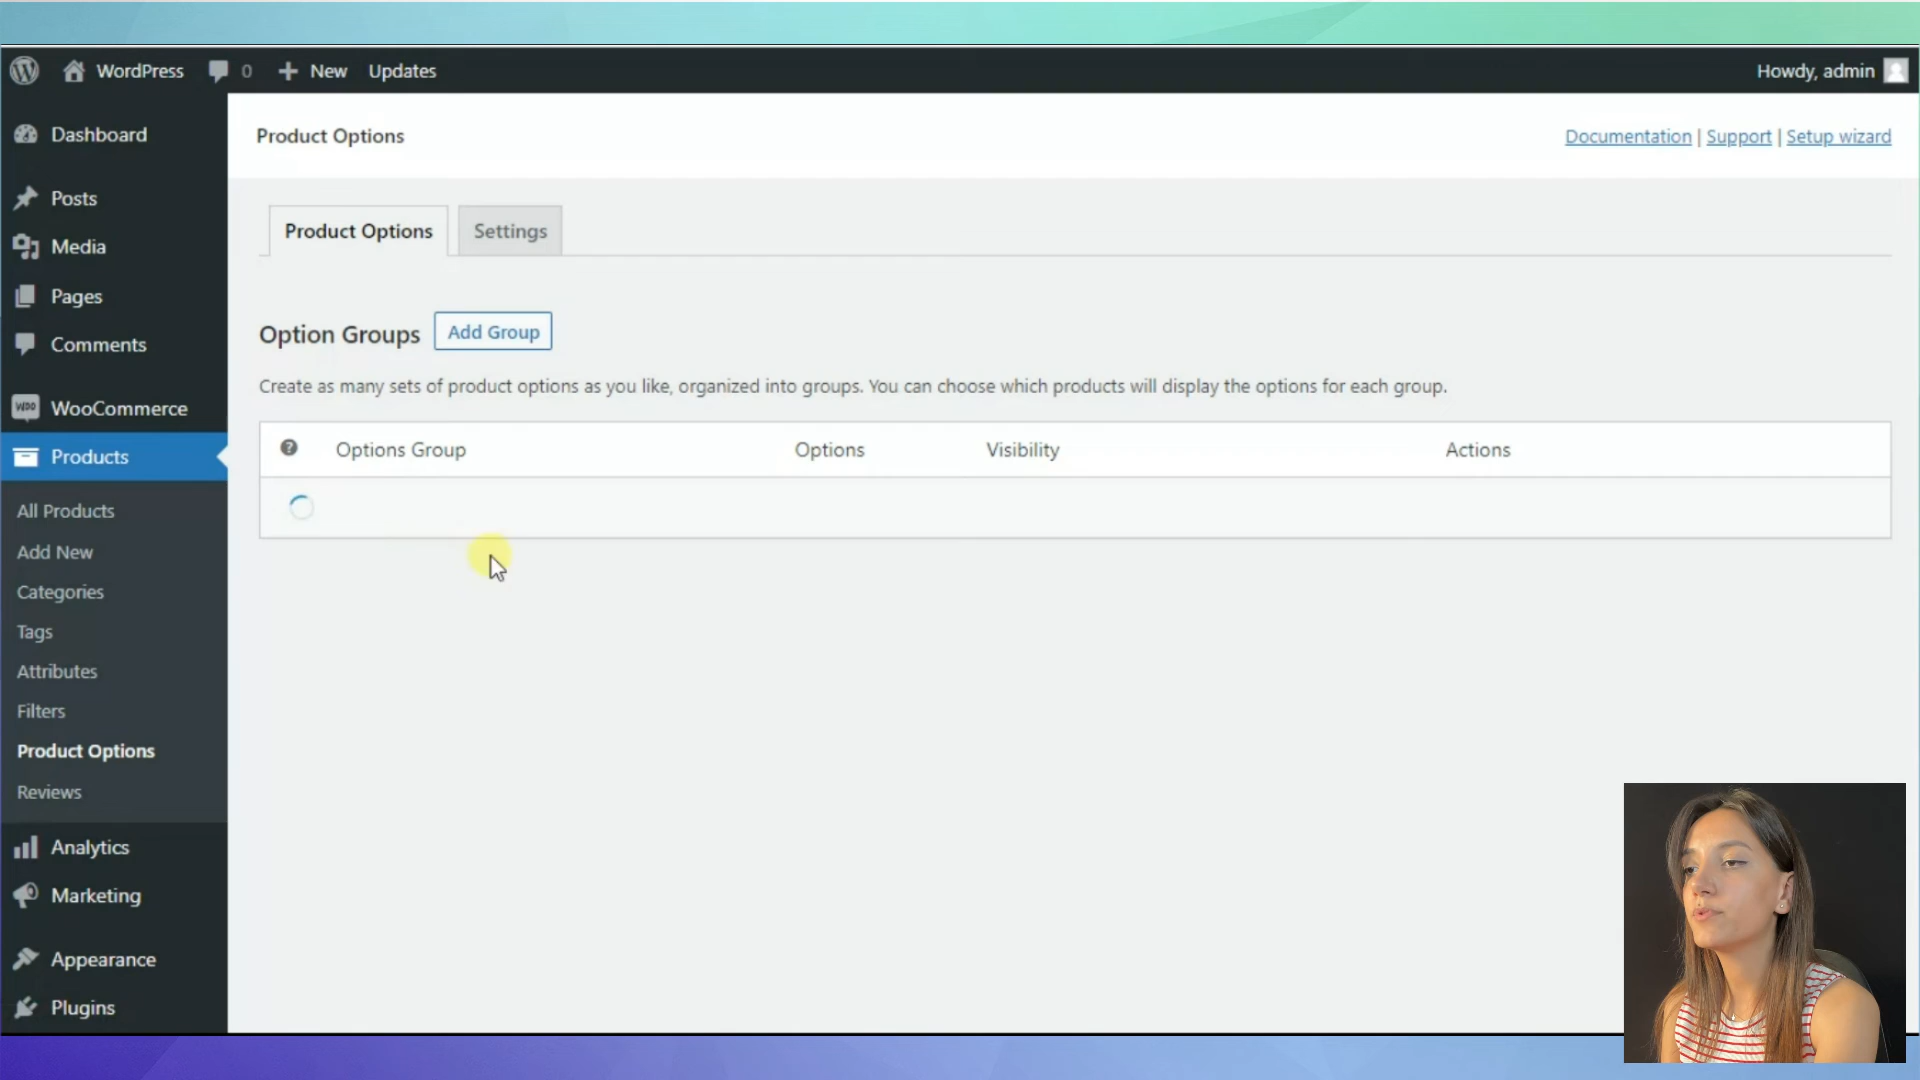 WordPress 0 New Updates Howdy, admin
Dashboard
Posts
Media
Pages
Comments
WOO WooCommerce
Products
All Products
Add New
Categories
Tags
Attributes
Filters
Product Options
Reviews
Analytics
Marketing
Appearance
Plugins
Product Options
Documentation | Support | Setup wizard
Product Options Settings
Option Groups Add Group
Create as many sets of product options as you like, organized into groups. You can choose which products will display the options for each group.
? Options Group Options Visibility Actions